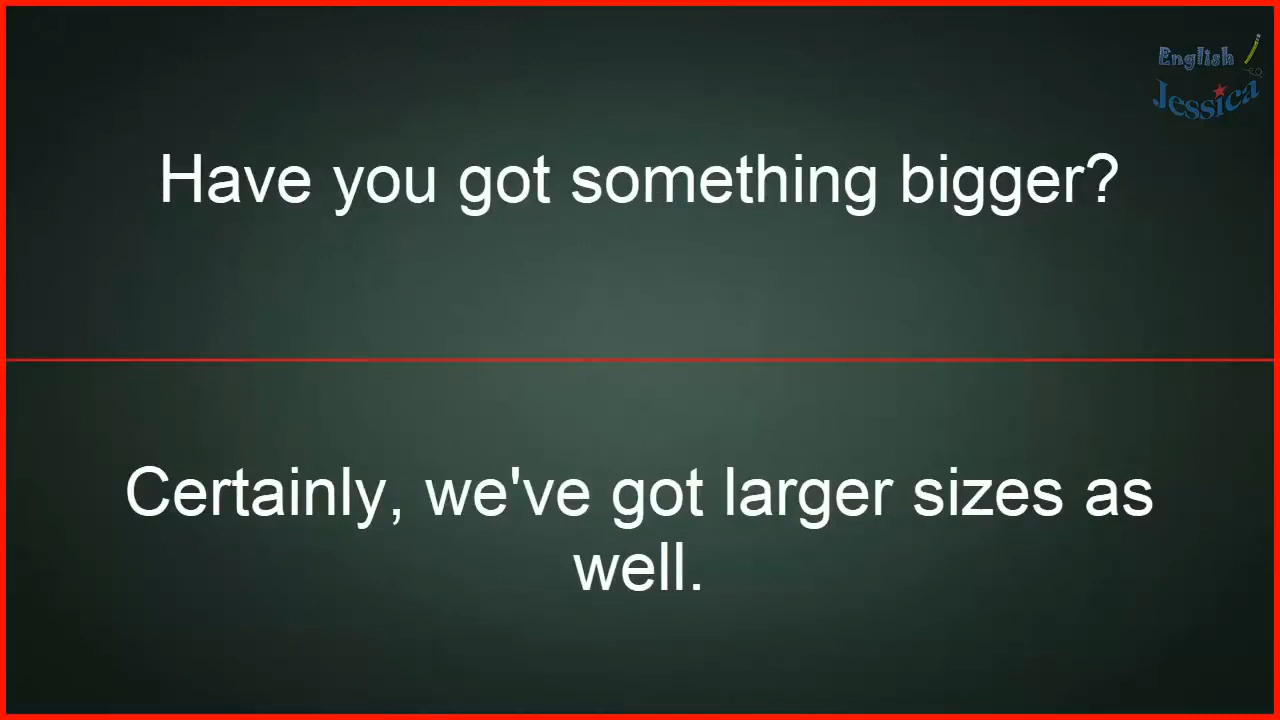 English
Jessica
Have you got something bigger?
Certainly, we've got larger sizes as
well.